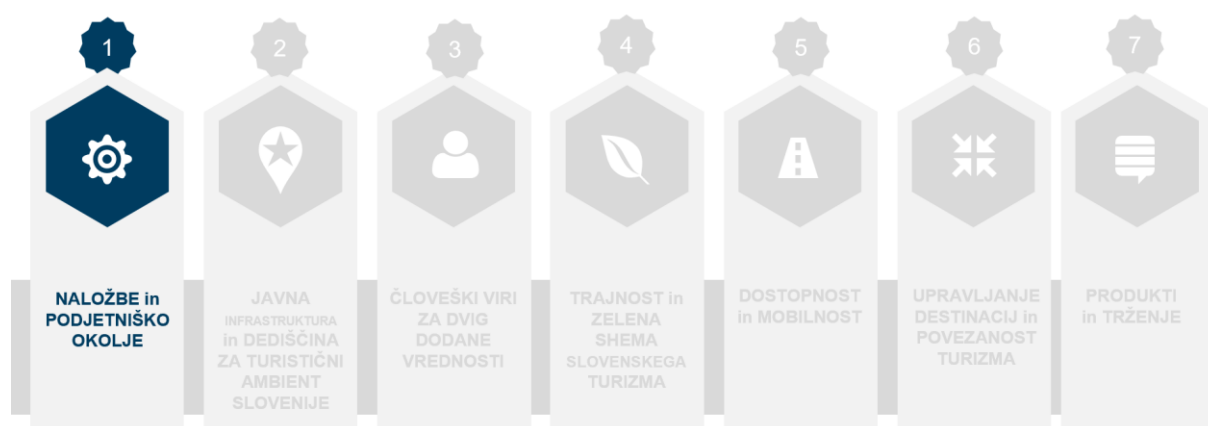 1
2
3
4
5
6
7
NALOŽBE in
PODJETNIŠKO
OKOLJE
JAVNA
INFRASTRUKTURA
in DEDIŠČINA
ZA TURISTIČNI
AMBIENT
SLOVENIJE
ČLOVEŠKI VIRI
ZA DVIG
DODANE
VREDNOSTI
TRAJNOST in
ZELENA
SHEMA
SLOVENSKEGA
TURIZMA
DOSTOPNOST
in MOBILNOST
UPRAVLJANJE
DESTINACIJ in
POVEZANOST
TURIZMA
PRODUKTI
in TRŽENJE